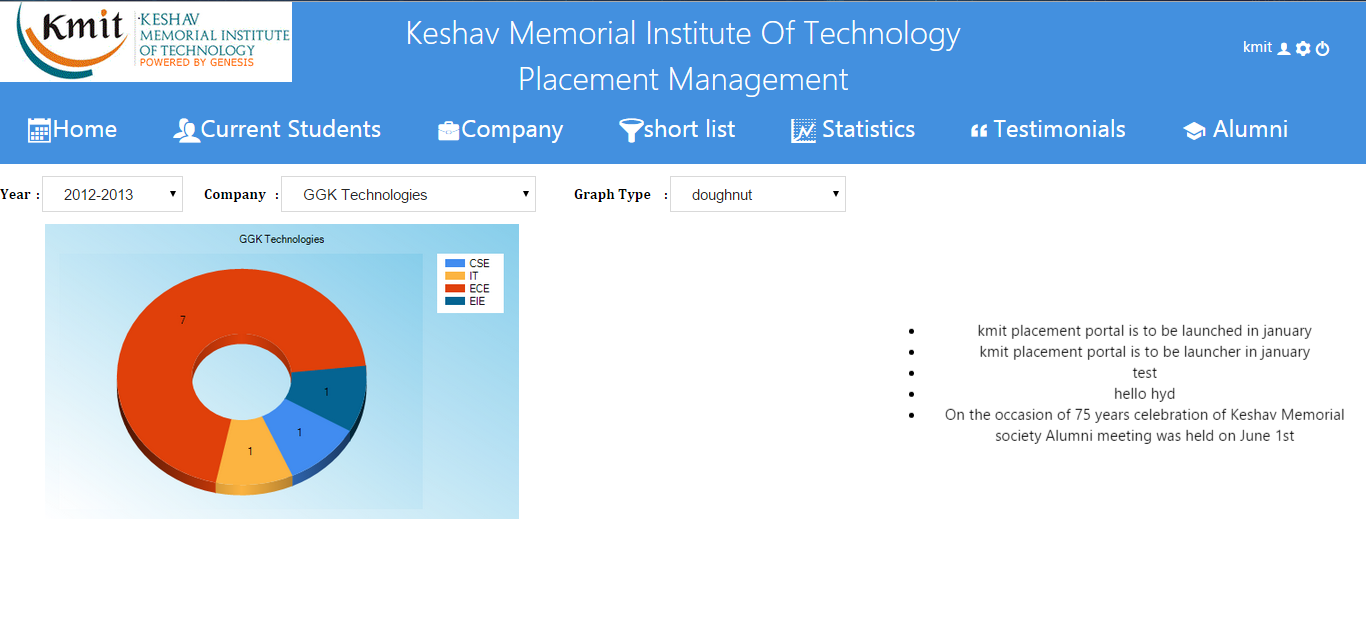 Kmit
KESHAV
MEMORIAL INSTITUTE
OF TECHNOLOGY
POWERED BY GENESIS
Keshav Memorial Institute Of Technology
Placement Management
kmit
Home
Current Students
Company
short list
Statistics
Testimonials
Alumni
Year :
2012-2013
Company :
GGK Technologies
Graph Type :
doughnut
GGK Technologies
CSE
IT
ECE
EIE
7
1
1
1
kmit placement portal is to be launched in january
kmit placement portal is to be launcher in january
test
hello hyd
On the occasion of 75 years celebration of Keshav Memorial
society Alumni meeting was held on June 1st